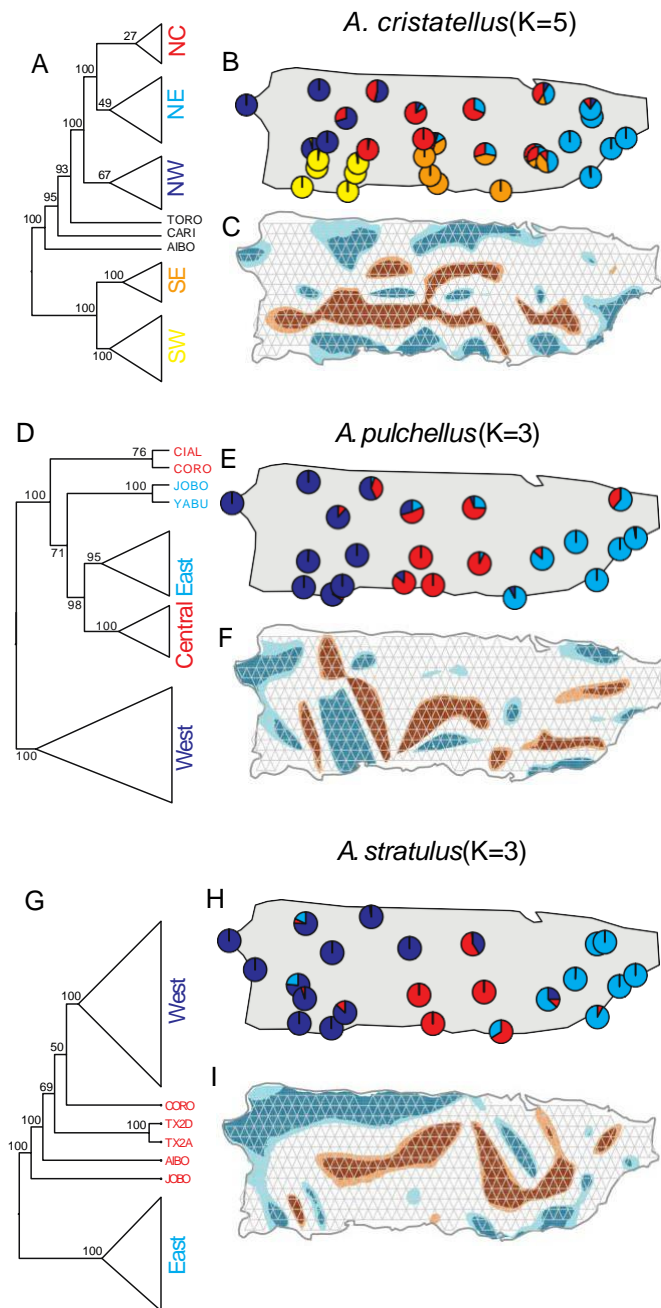 A. cristatellus(K=5)
A
B
27
NC
100
49
NE
100
67
NW
93
TORO
95
CARI
100
AIBO
C
100
SE
100
100
SW
A.pulchellus(K=3)
D
E
76
CIAL
CORO
100
100
JOBO
YABU
71
95
East
98
100
Central
F
100
West
A.stratulus(K=3)
G
H
100
West
50
69
CORO
100
TX2D
100
TX2A
100
AIBO
JOBO
I
100
East